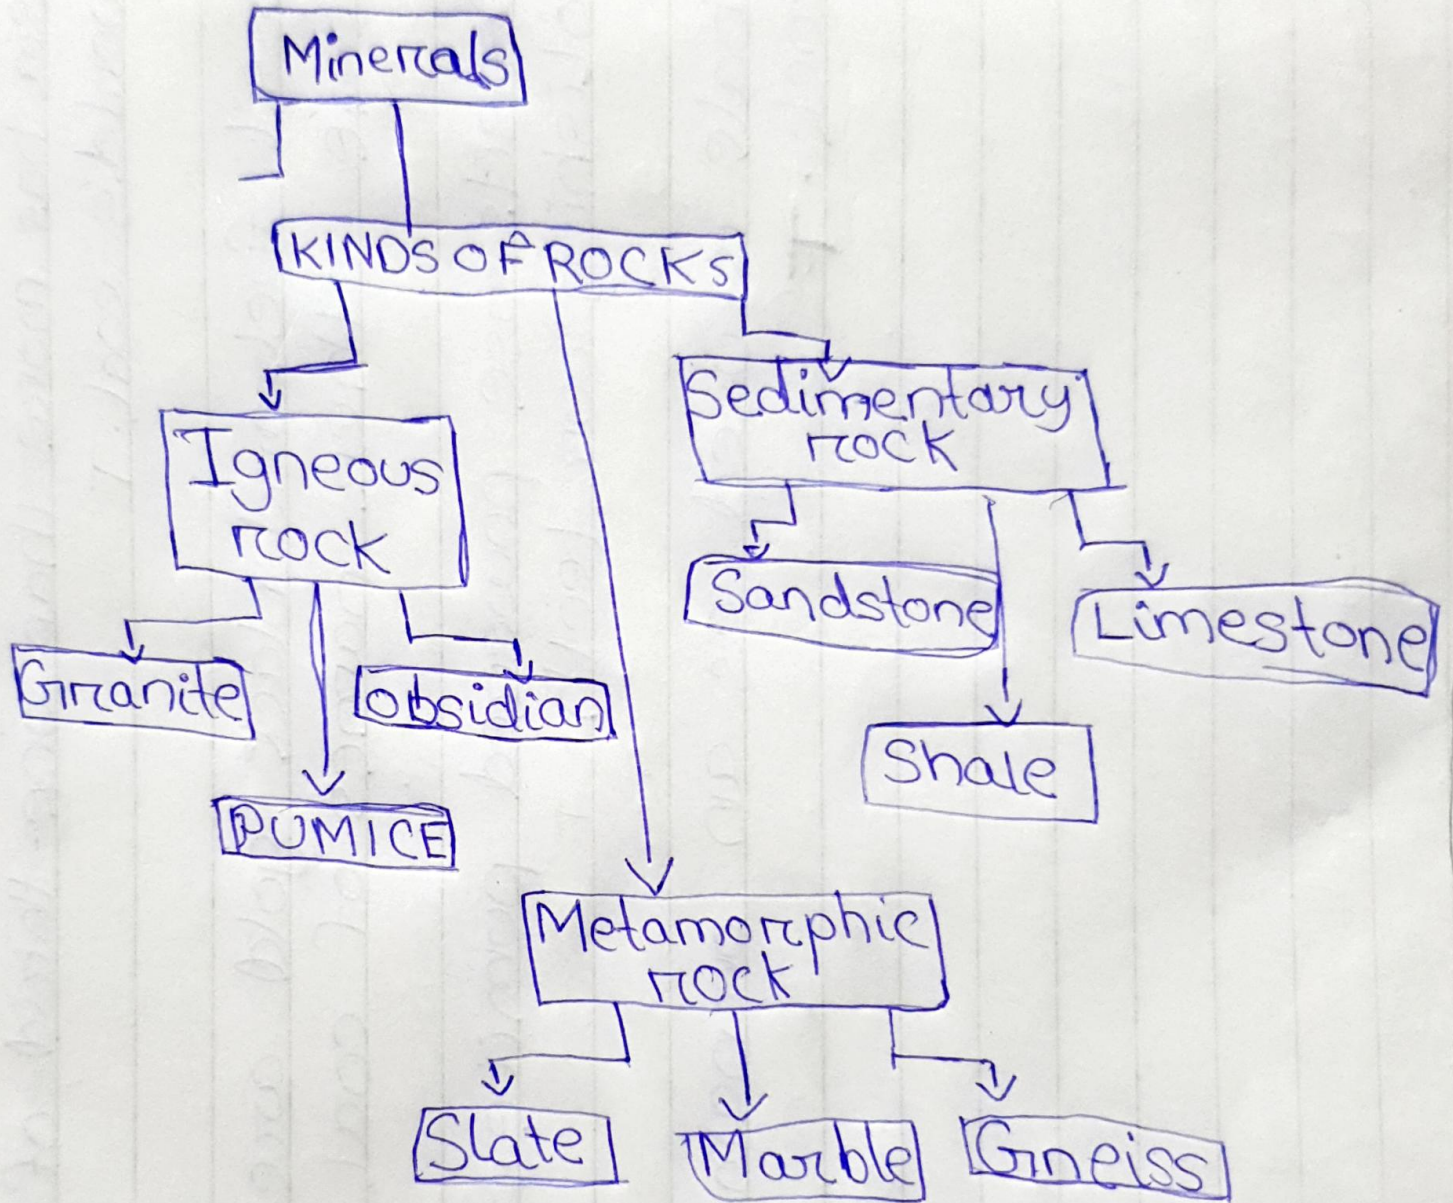 Minerals
KINDS OF ROCKS
Igneous
rock
Sedimentary
rock
Granite
obsidian
PUMICE
Sandstone
Limestone
Shale
Metamorphic
rock
Slate
Marble
Gneiss